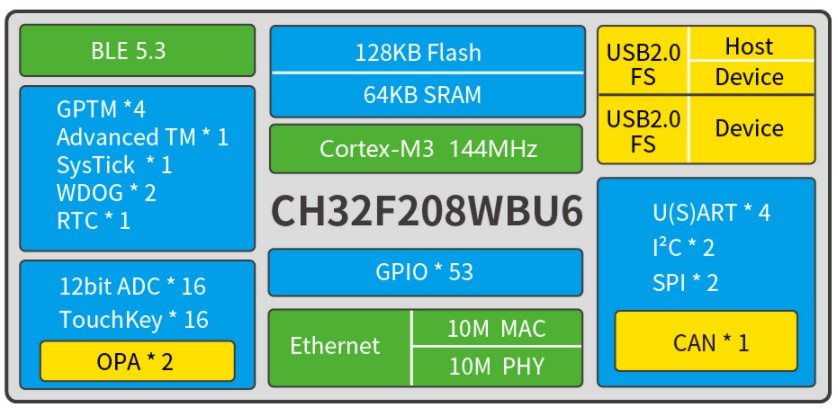 BLE 5.3
GPTM *4
Advanced TM * 1
SysTick * 1
WDOG * 2
RTC * 1
12bit ADC * 16
TouchKey * 16
OPA * 2
128KB Flash
64KB SRAM
Cortex-M3 144MHz
CH32F208WBU6
GPIO * 53
Ethernet
10M MAC
10M PHY
USB2.0
FS
Host
Device
USB2.0
FS
Device
U(S)ART * 4
I²C * 2
SPI * 2
CAN * 1